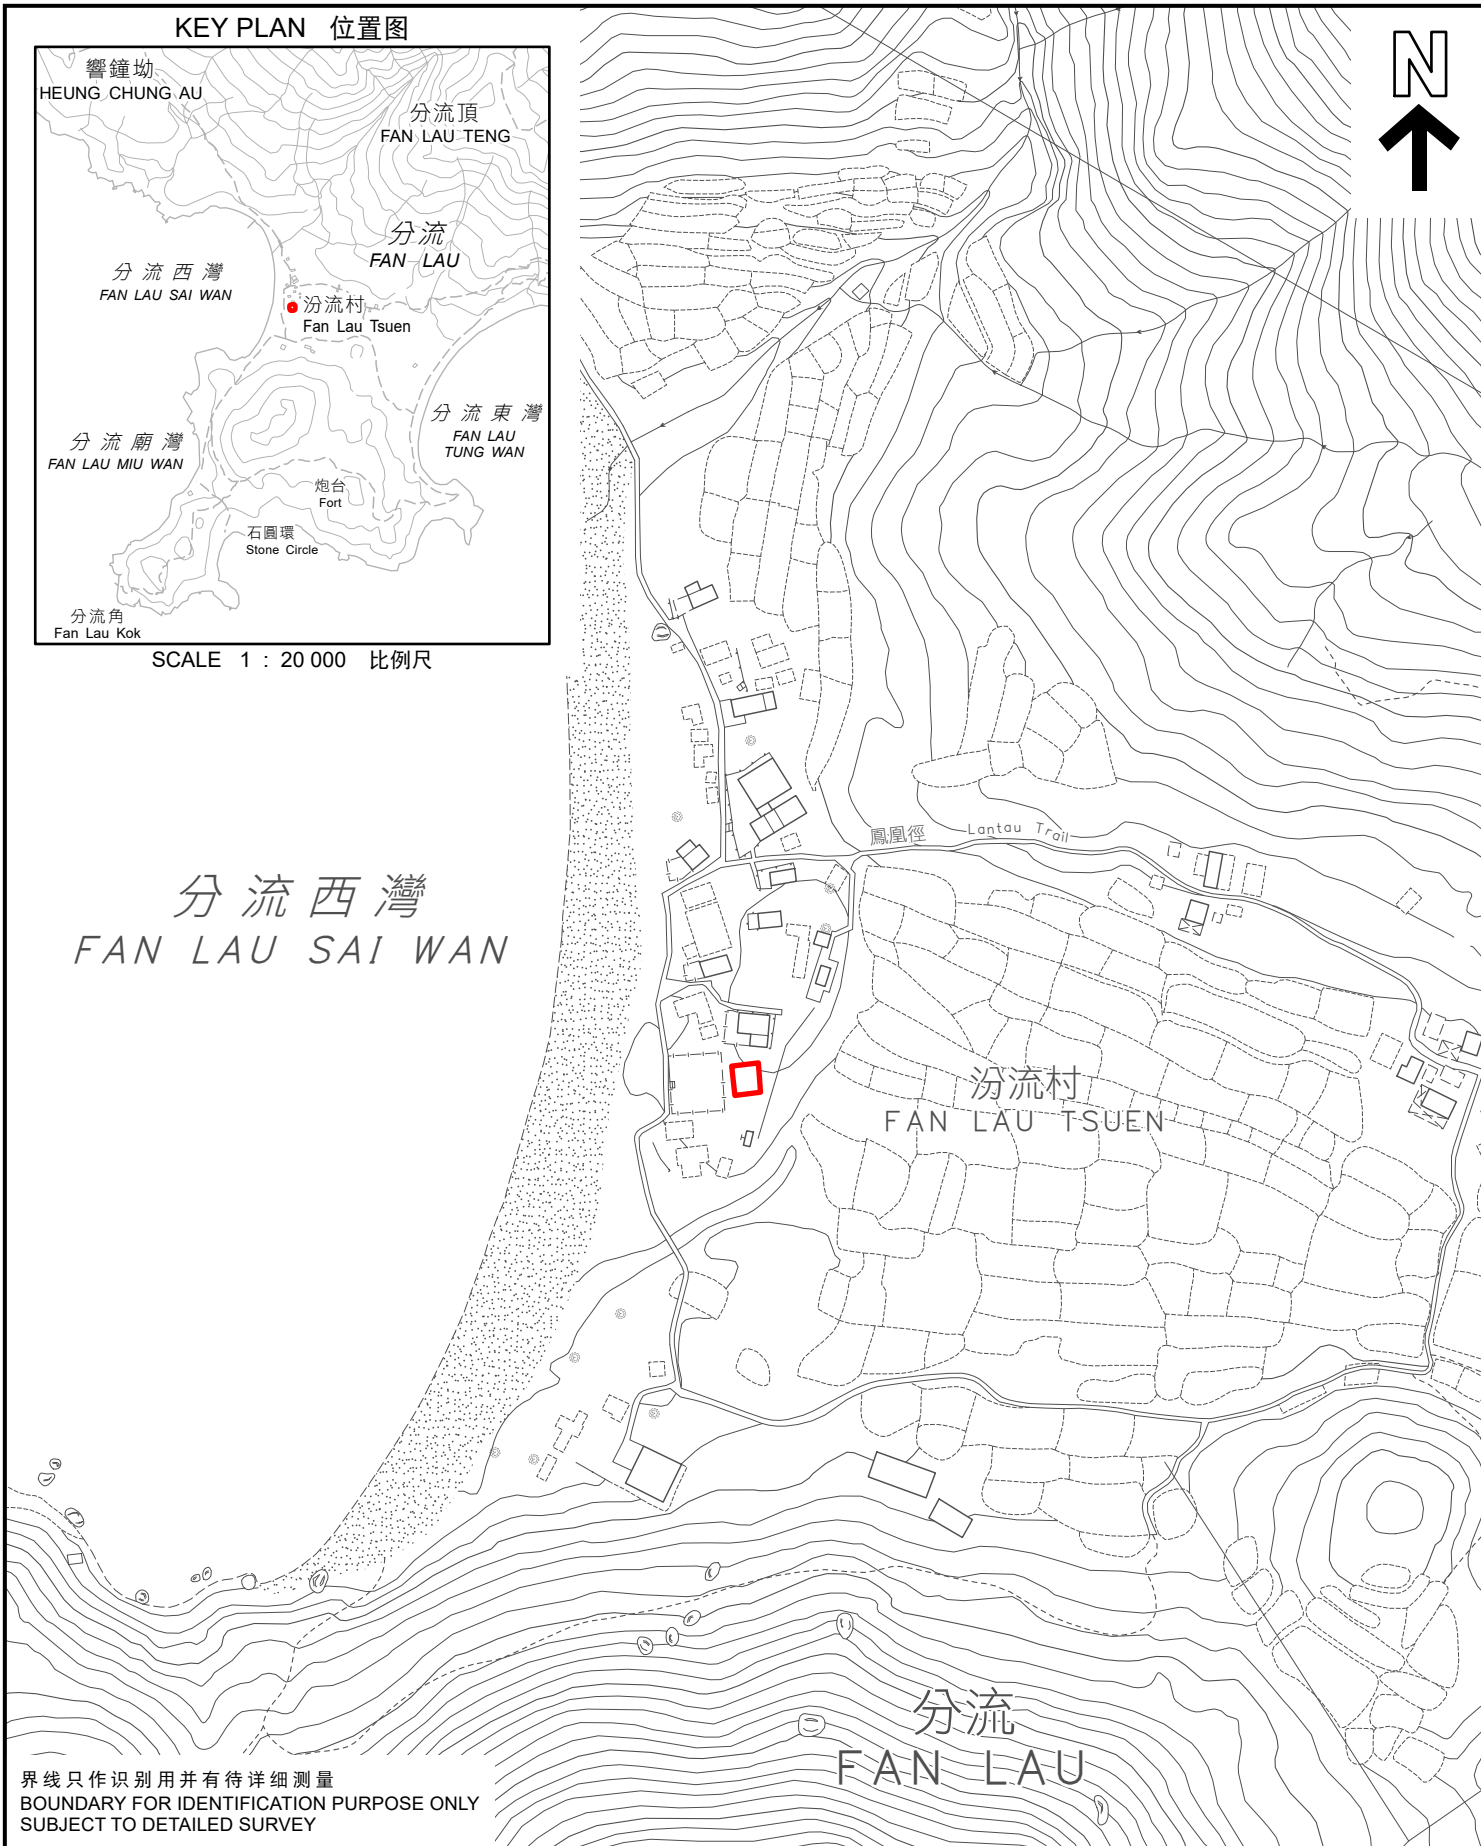 KEY PLAN 位置图
N
響鐘坳
HEUNG CHUNG AU
分流頂
FAN LAU TENG
分流
FAN LAU
分流西灣
FAN LAU SAI WAN
汾流村
Fan Lau Tsuen
分流東灣
FAN LAU
TUNG WAN
分流廟灣
FAN LAU MIU WAN
炮台
Fort
石圓環
Stone Circle
分流角
Fan Lau Kok
SCALE 1 : 20 000 比例尺
鳳凰徑 Lantau Trail
分流西灣
FAN LAU SAI WAN
汾流村
FAN LAU TSUEN
分流
FAN LAU
界线只作识别用并有待详细测量
BOUNDARY FOR IDENTIFICATION PURPOSE ONLY
SUBJECT TO DETAILED SURVEY